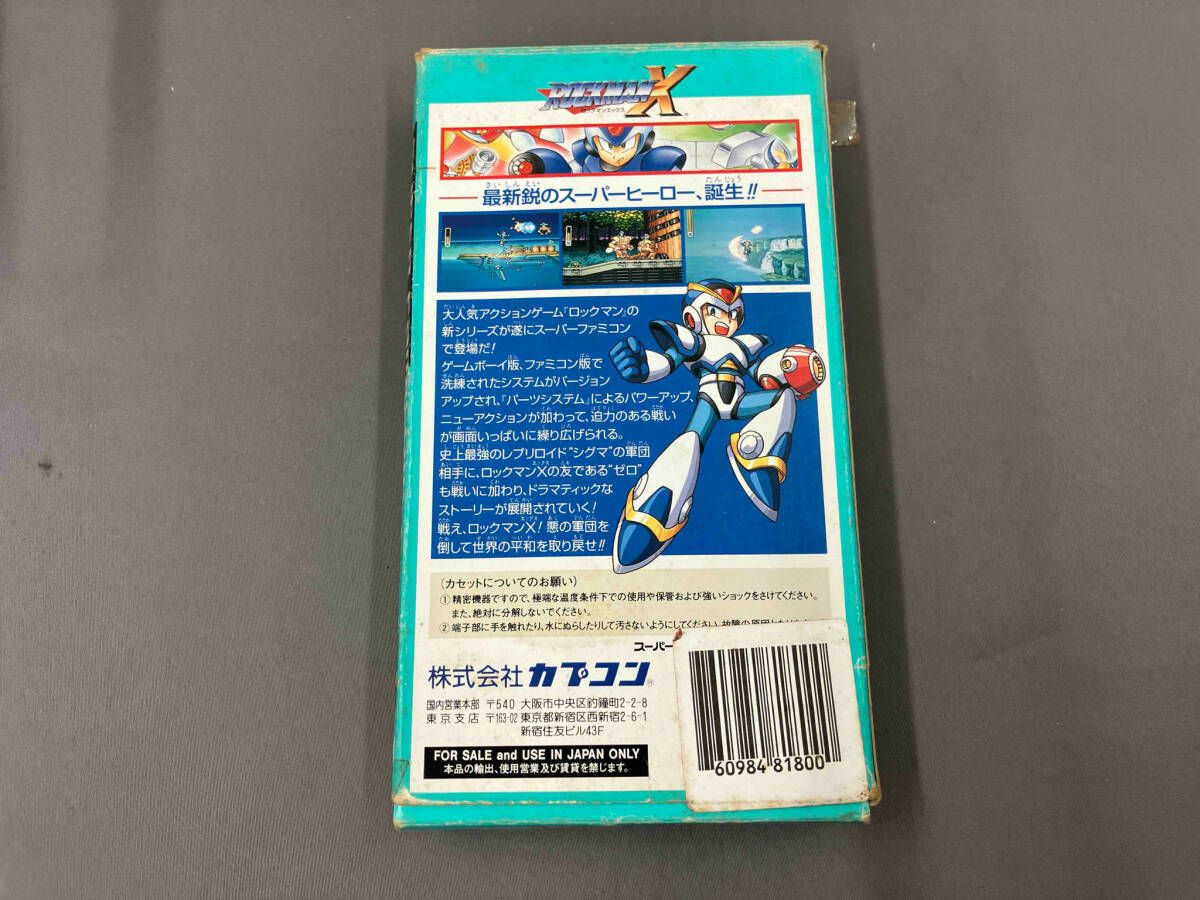 ROCKMAN X
ロックマンエックス
最新鋭のスーパーヒーロー、誕生!!
大人気アクションゲーム『ロックマン』の
新シリーズが遂にスーパーファミコン
で登場だ!
ゲームボーイ版、ファミコン版で
洗練されたシステムがバージョン
アップされ、『パーツシステム』によるパワーアップ、
ニューアクションが加わって、迫力のある戦い
が画面いっぱいに繰り広げられる。
史上最強のレプリロイド“シグマ”の軍団
相手に、ロックマンXの友である“ゼロ”
も戦いに加わり、ドラマティックな
ストーリーが展開されていく!
戦え、ロックマンX! 悪の軍団を
倒して世界の平和を取り戻せ!!
(カセットについてのお願い)
①精密機器ですので、極端な温度条件下での使用や保管および強いショックをさけてください。
また、絶対に分解しないでください。
②端子部に手を触れたり、水にぬらしたりして汚さないようにしてください。故障の原因と
スーパー
株式会社 カプコン
国内営業本部 〒540 大阪市中央区釣鐘町2-2-8
東京支店 〒163-02 東京都新宿区西新宿2-6-1
新宿住友ビル43F
FOR SALE and USE IN JAPAN ONLY
本品の輸出、使用営業及び賃貸を禁じます。
60984 81800